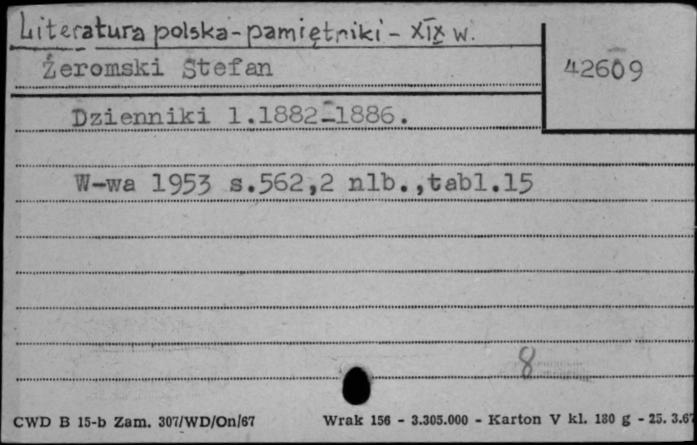 Literatura polska - pamiętniki - XIX w.
Żeromski Stefan
42609
Dzienniki 1.1882-1886.
W-wa 1953 s.562,2 nlb.,tabl.15
8
CWD B 15-b Zam. 307/WD/On/67 Wrak 156 - 3.305.000 - Karton V kl. 180 g - 25. 3.67